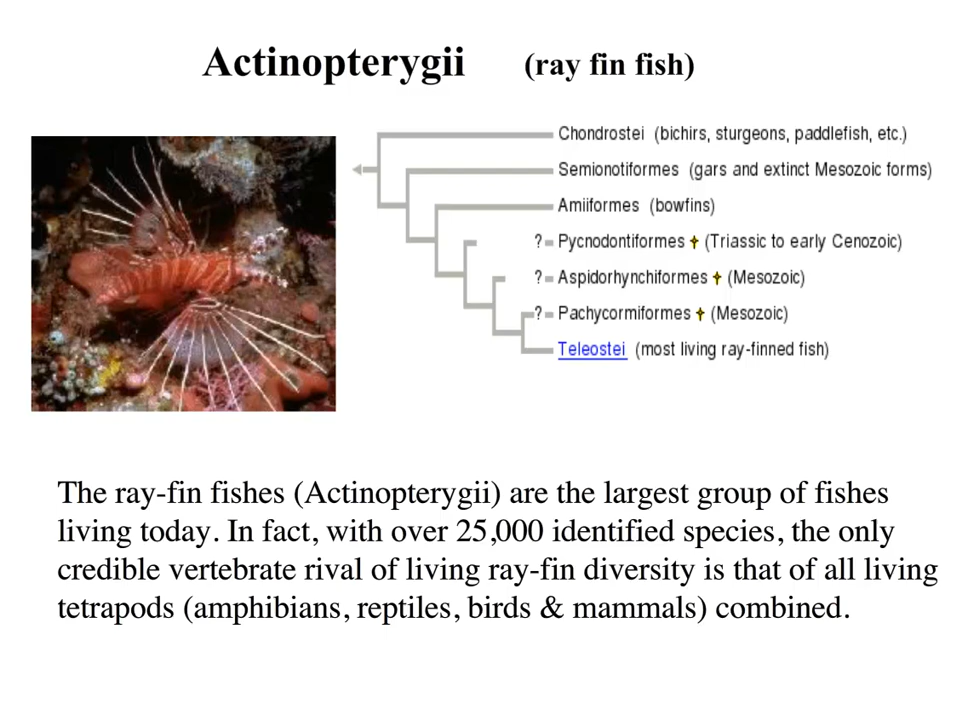 Actinopterygii (ray fin fish)
Chondrostei (bichirs, sturgeons, paddlefish, etc.)
Semionotiformes (gars and extinct Mesozoic forms)
Amiiformes (bowfins)
? Pycnodontiformes † (Triassic to early Cenozoic)
? Aspidorhynchiformes † (Mesozoic)
? Pachycormiformes † (Mesozoic)
Teleostei (most living ray-finned fish)
The ray-fin fishes (Actinopterygii) are the largest group of fishes
living today. In fact, with over 25,000 identified species, the only
credible vertebrate rival of living ray-fin diversity is that of all living
tetrapods (amphibians, reptiles, birds & mammals) combined.